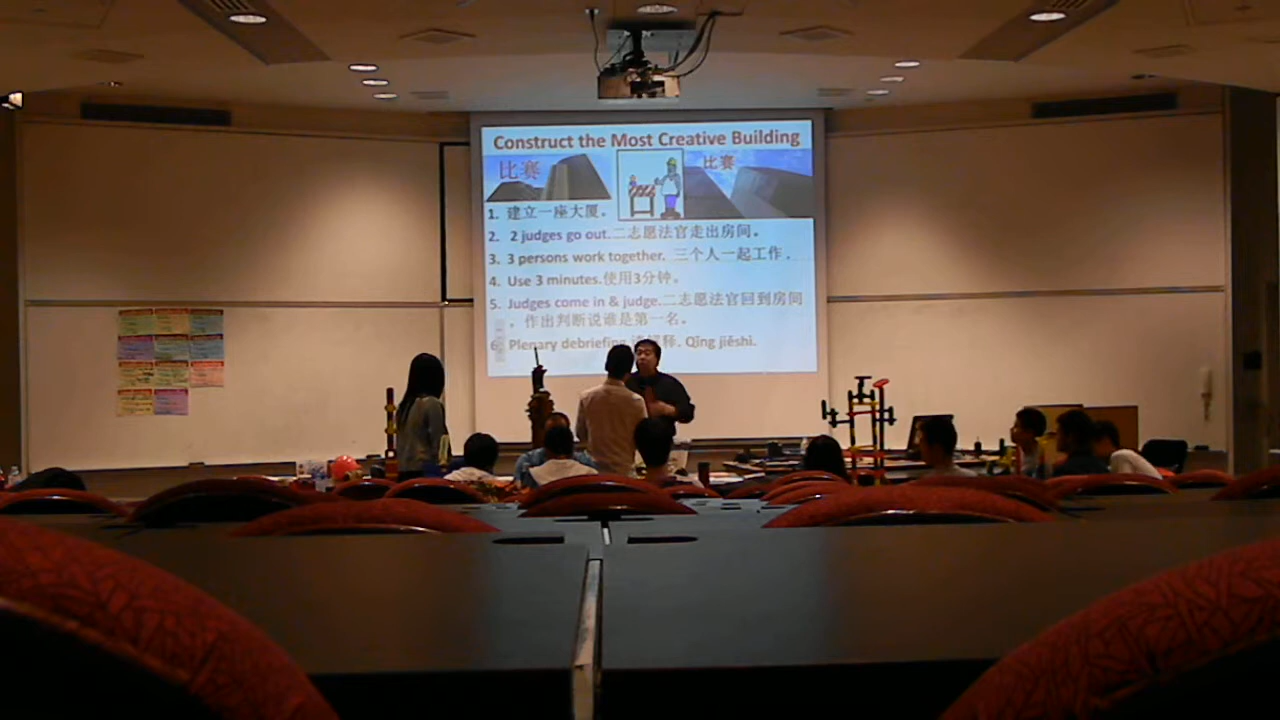 Construct the Most Creative Building
比赛
比赛
1. 建立一座大厦。
2. 2 judges go out.二志愿法官走出房间。
3. 3 persons work together. 三个人一起工作.
4. Use 3 minutes.使用3分钟。
5. Judges come in & judge.二志愿法官回到房间
。作出判断说谁是第一名。
6. Plenary debriefing 释. Qǐng jiěshì.